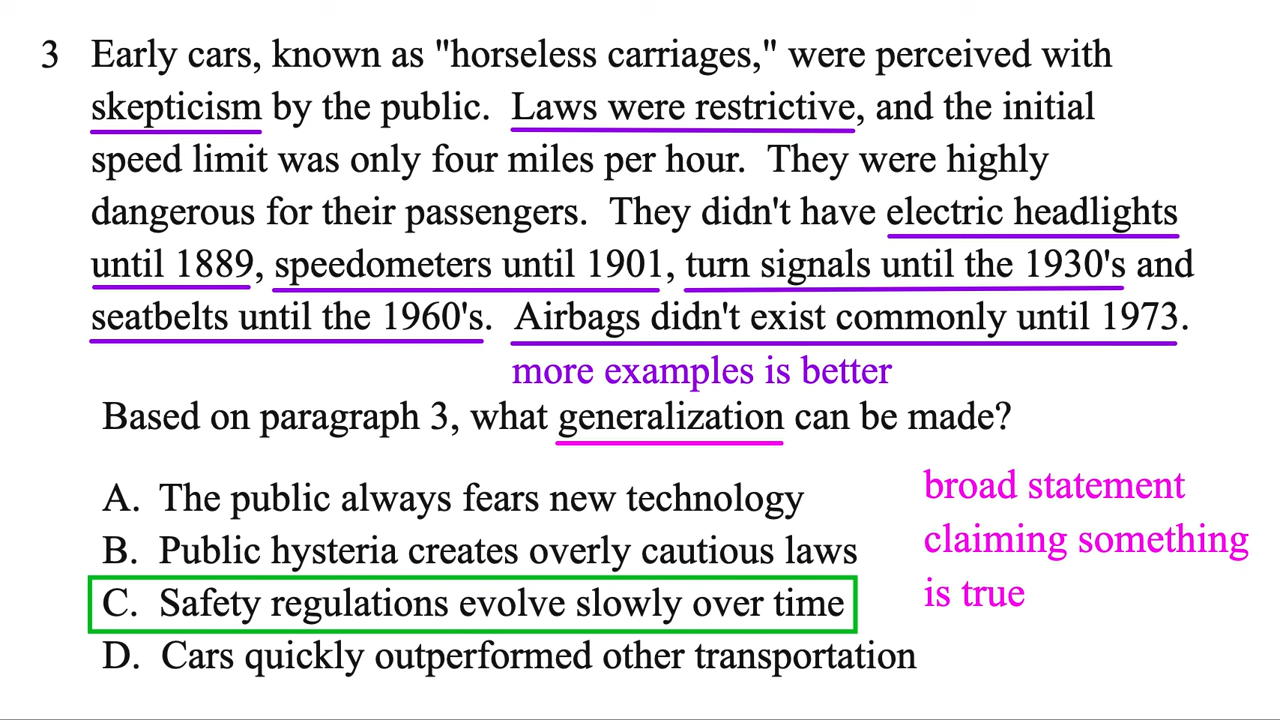 3 Early cars, known as "horseless carriages," were perceived with
skepticism by the public. Laws were restrictive, and the initial
speed limit was only four miles per hour. They were highly
dangerous for their passengers. They didn't have electric headlights
until 1889, speedometers until 1901, turn signals until the 1930's and
seatbelts until the 1960's. Airbags didn't exist commonly until 1973.
more examples is better
Based on paragraph 3, what generalization can be made?
A. The public always fears new technology
B. Public hysteria creates overly cautious laws
C. Safety regulations evolve slowly over time
D. Cars quickly outperformed other transportation
broad statement
claiming something
is true